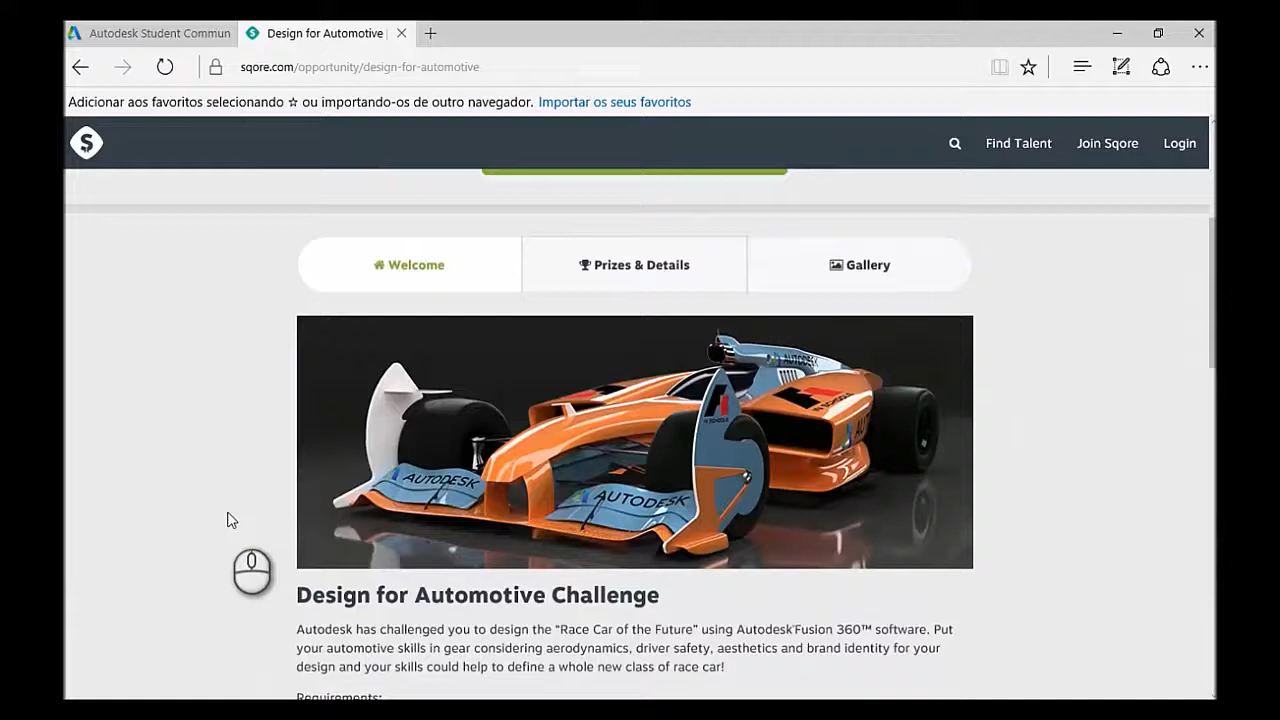 Autodesk Student Commun
Design for Automotive
sqore.com/opportunity/design-for-automotive
Adicionar aos favoritos selecionando ☆ ou importando-os de outro navegador. Importar os seus favoritos
Find Talent
Join Sqore
Login
Welcome
Prizes & Details
Gallery
AUTODESK
AUTODESK
AUTODESK
Design for Automotive Challenge
Autodesk has challenged you to design the “Race Car of the Future” using Autodesk Fusion 360™ software. Put
your automotive skills in gear considering aerodynamics, driver safety, aesthetics and brand identity for your
design and your skills could help to define a whole new class of race car!
Requirements: